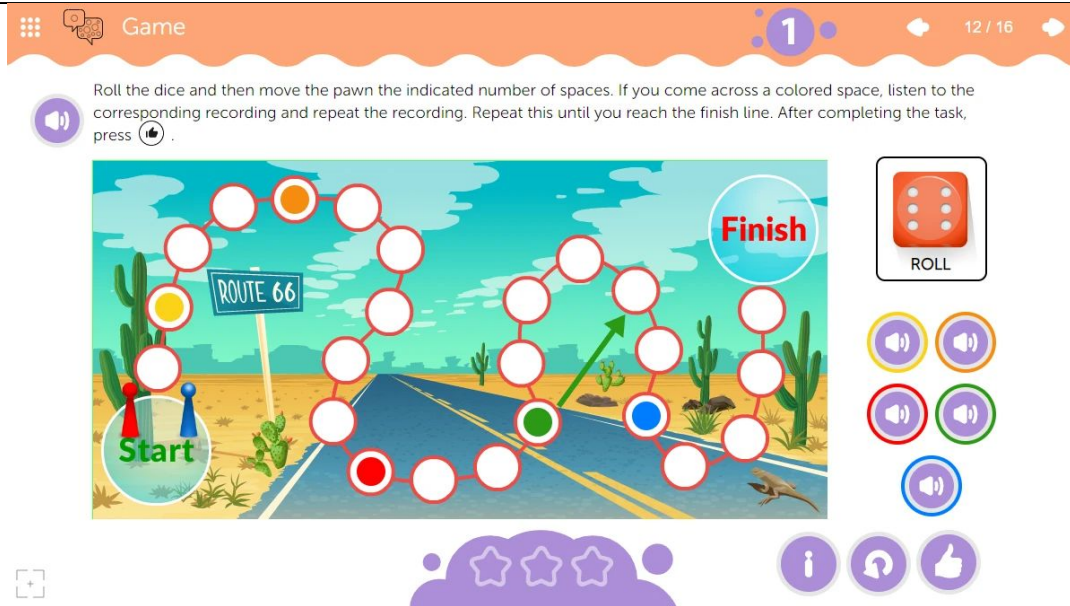 Game
1
12 / 16
Roll the dice and then move the pawn the indicated number of spaces. If you come across a colored space, listen to the
corresponding recording and repeat the recording. Repeat this until you reach the finish line. After completing the task,
press .
Finish
ROUTE 66
ROLL
Start
i